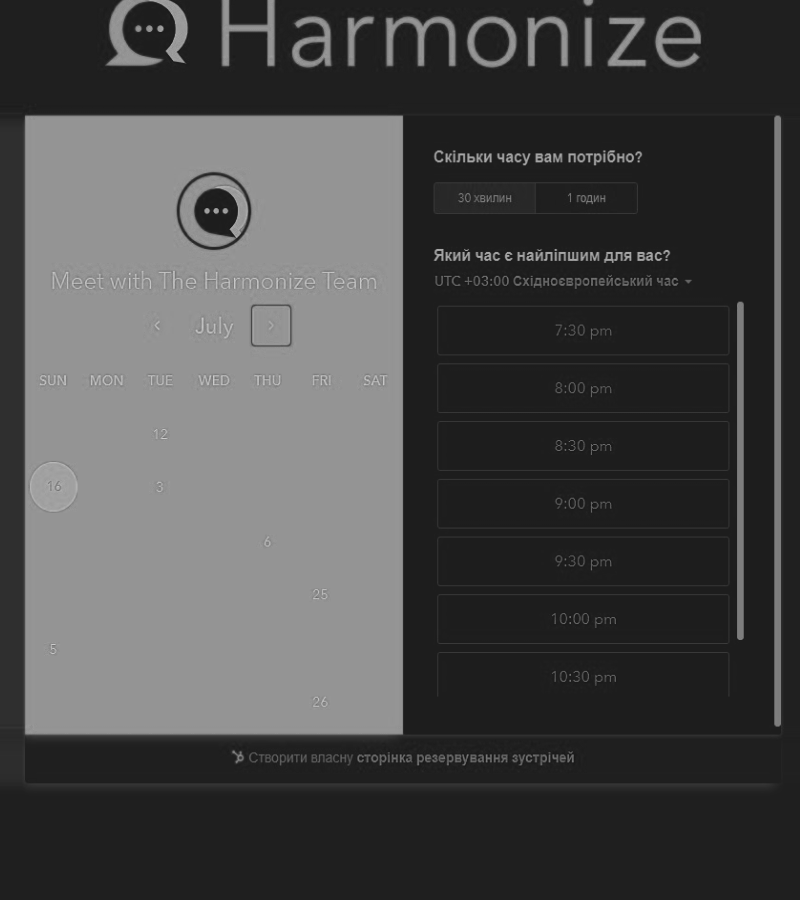 Harmonize
Meet with The Harmonize Team
July
SUN MON TUE WED THU FRI SAT
12
16 3
6
25
5
26
Скільки часу вам потрібно?
30 хвилин 1 годин
Який час є найліпшим для вас?
UTC +03:00 Східноєвропейський час
7:30 pm
8:00 pm
8:30 pm
9:00 pm
9:30 pm
10:00 pm
10:30 pm
Створити власну сторінка резервування зустрічей